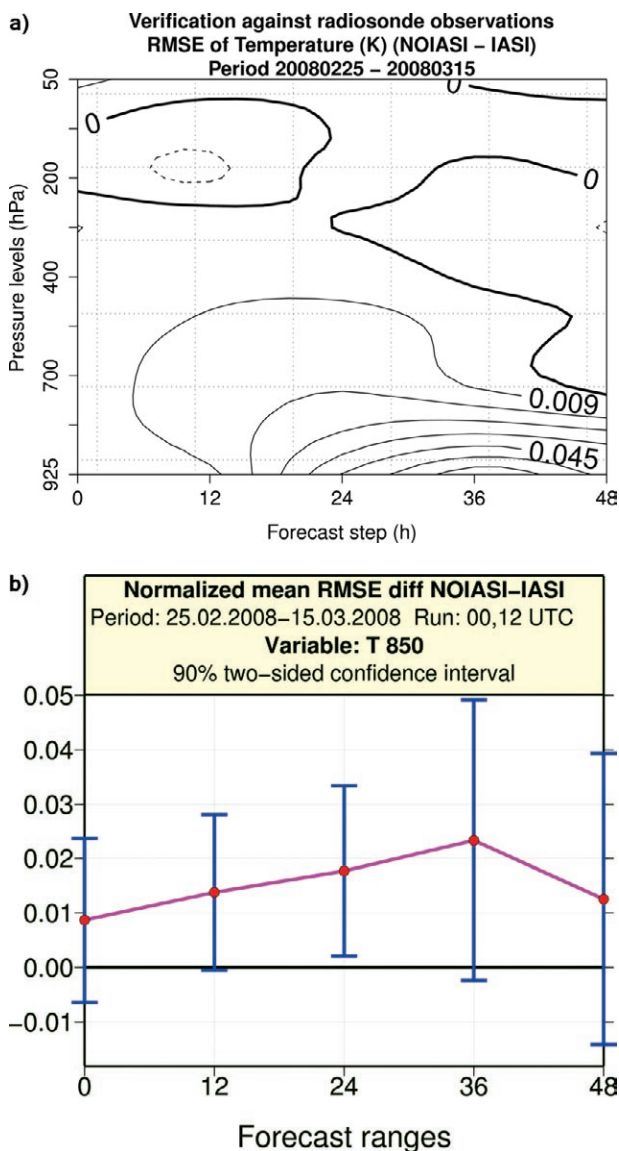 a)
Verification against radiosonde observations
RMSE of Temperature (K) (NOIASI − IASI)
Period 20080225 − 20080315
50
200
400
700
925
Pressure levels (hPa)
0
0
0
0.009
0.045
0
12
24
36
48
Forecast step (h)
b)
Normalized mean RMSE diff NOIASI−IASI
Period: 25.02.2008−15.03.2008 Run: 00,12 UTC
Variable: T 850
90% two−sided confidence interval
0.05
0.04
0.03
0.02
0.01
0.00
−0.01
0
12
24
36
48
Forecast ranges